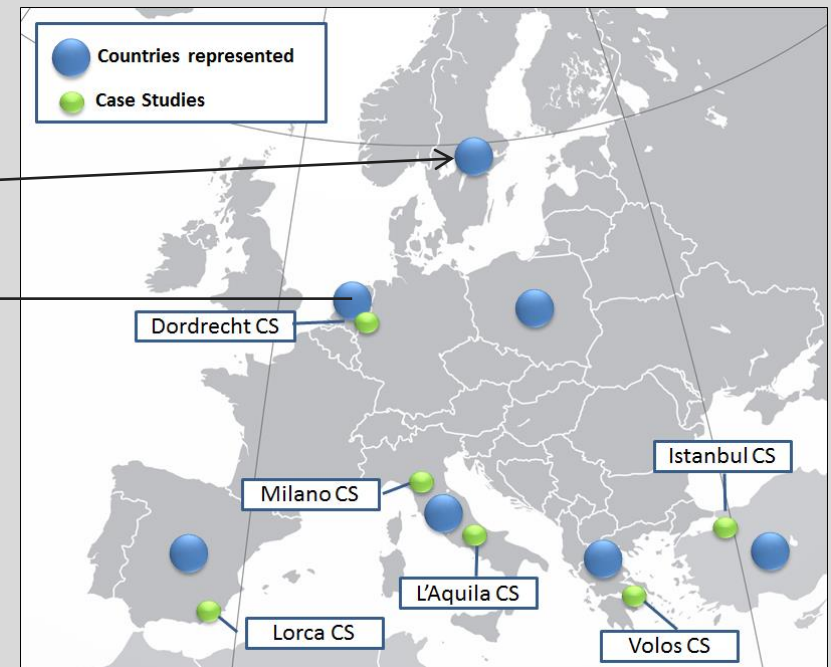 Countries represented
Case Studies
Dordrecht CS
Istanbul CS
Milano CS
L'Aquila CS
Lorca CS
Volos CS